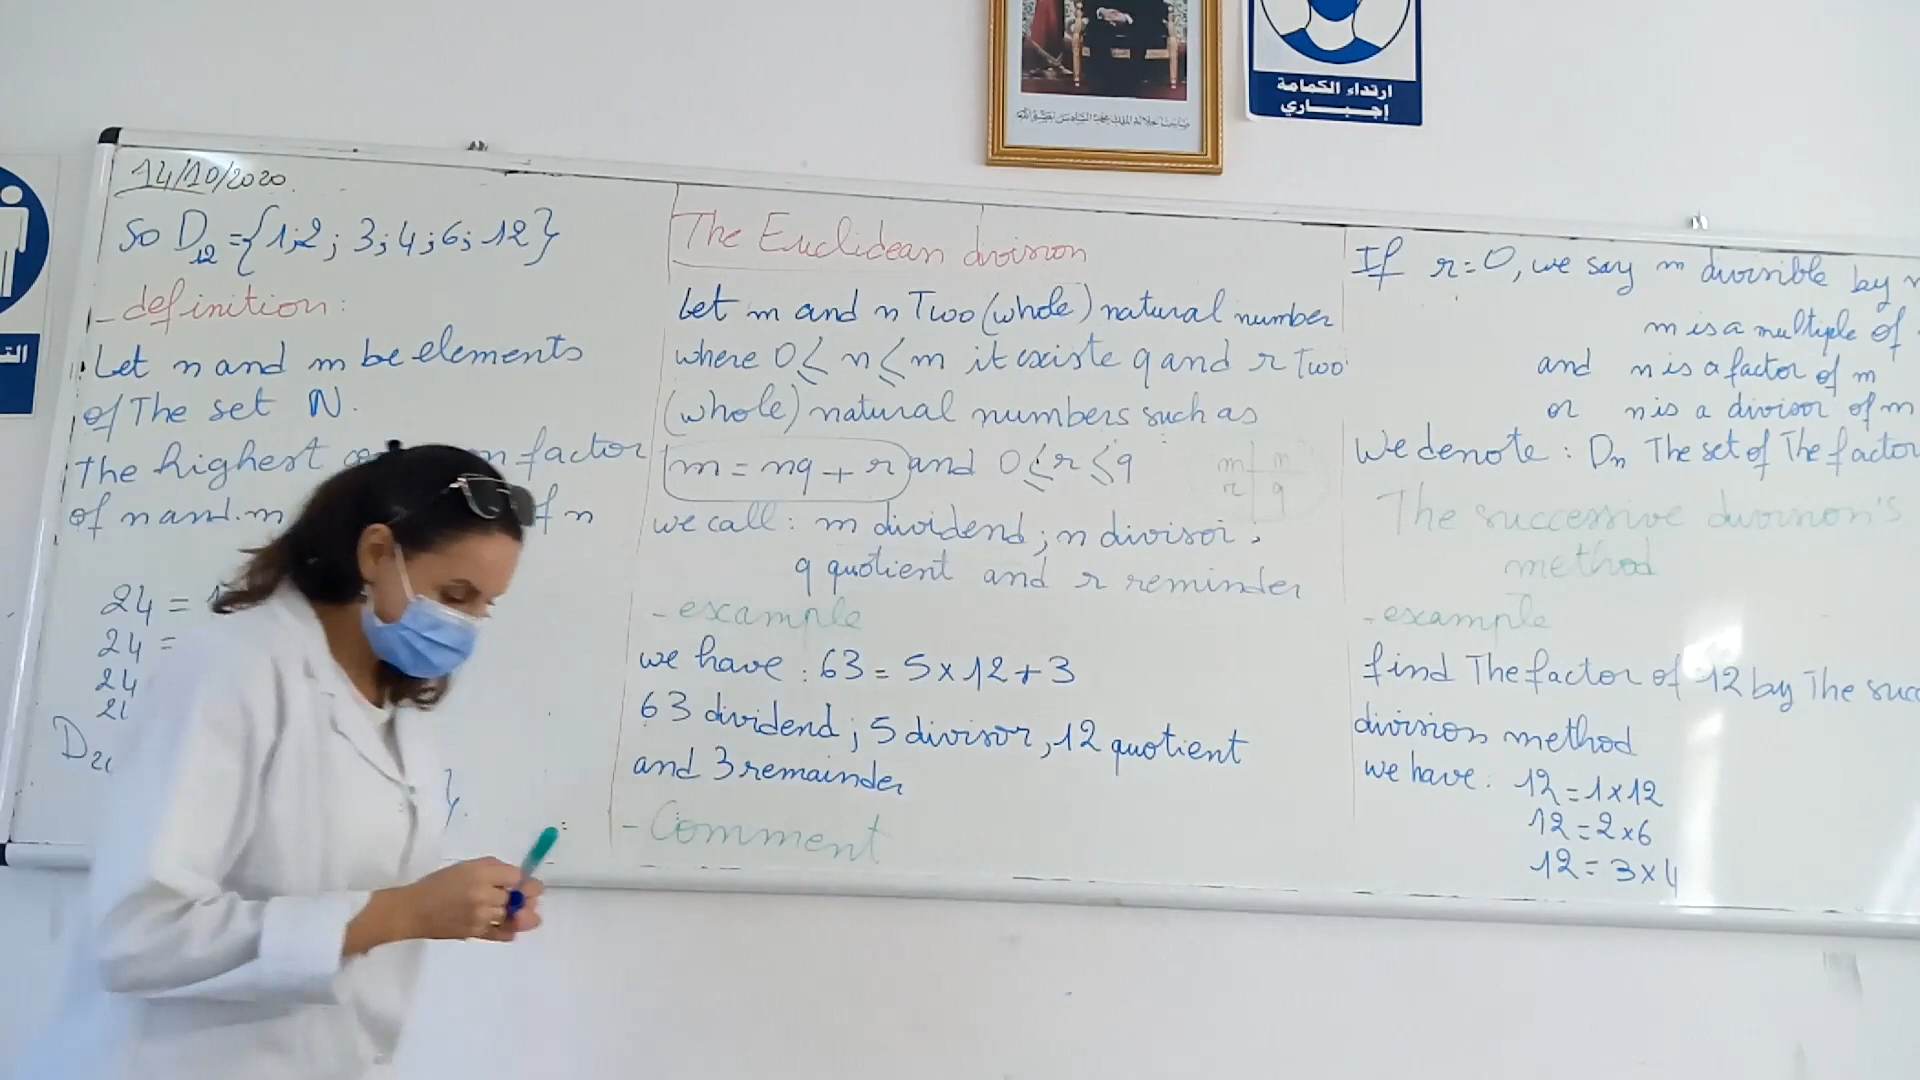 ارتداء الكمامة
إجبـــاري
14/10/2020
So D12 = {1; 2; 3; 4; 6; 12}
- definition:
Let n and m be elements
of The set N.
The highest factor
of n and m of n
24 =
24 =
24
D
}.
The Euclidean division
Let m and n Two (whole) natural number
where 0 ≤ n ≤ m it existe q and r Two
(whole) natural numbers such as
m = nq + r and 0 ≤ r ≤ q
m n
r q
we call: m dividend; n divisor,
q quotient and r reminder
- example
we have: 63 = 5 x 12 + 3
63 dividend; 5 divisor, 12 quotient
and 3 remainder
- Comment
If r = 0, we say m divisible by
m is a multiple of
and n is a factor of m
or n is a divisor of m
We denote: Dn The set of The factor
The successive division's
method
- example
find The factor of 12 by The succ
division method
we have: 12 = 1 x 12
12 = 2 x 6
12 = 3 x 4